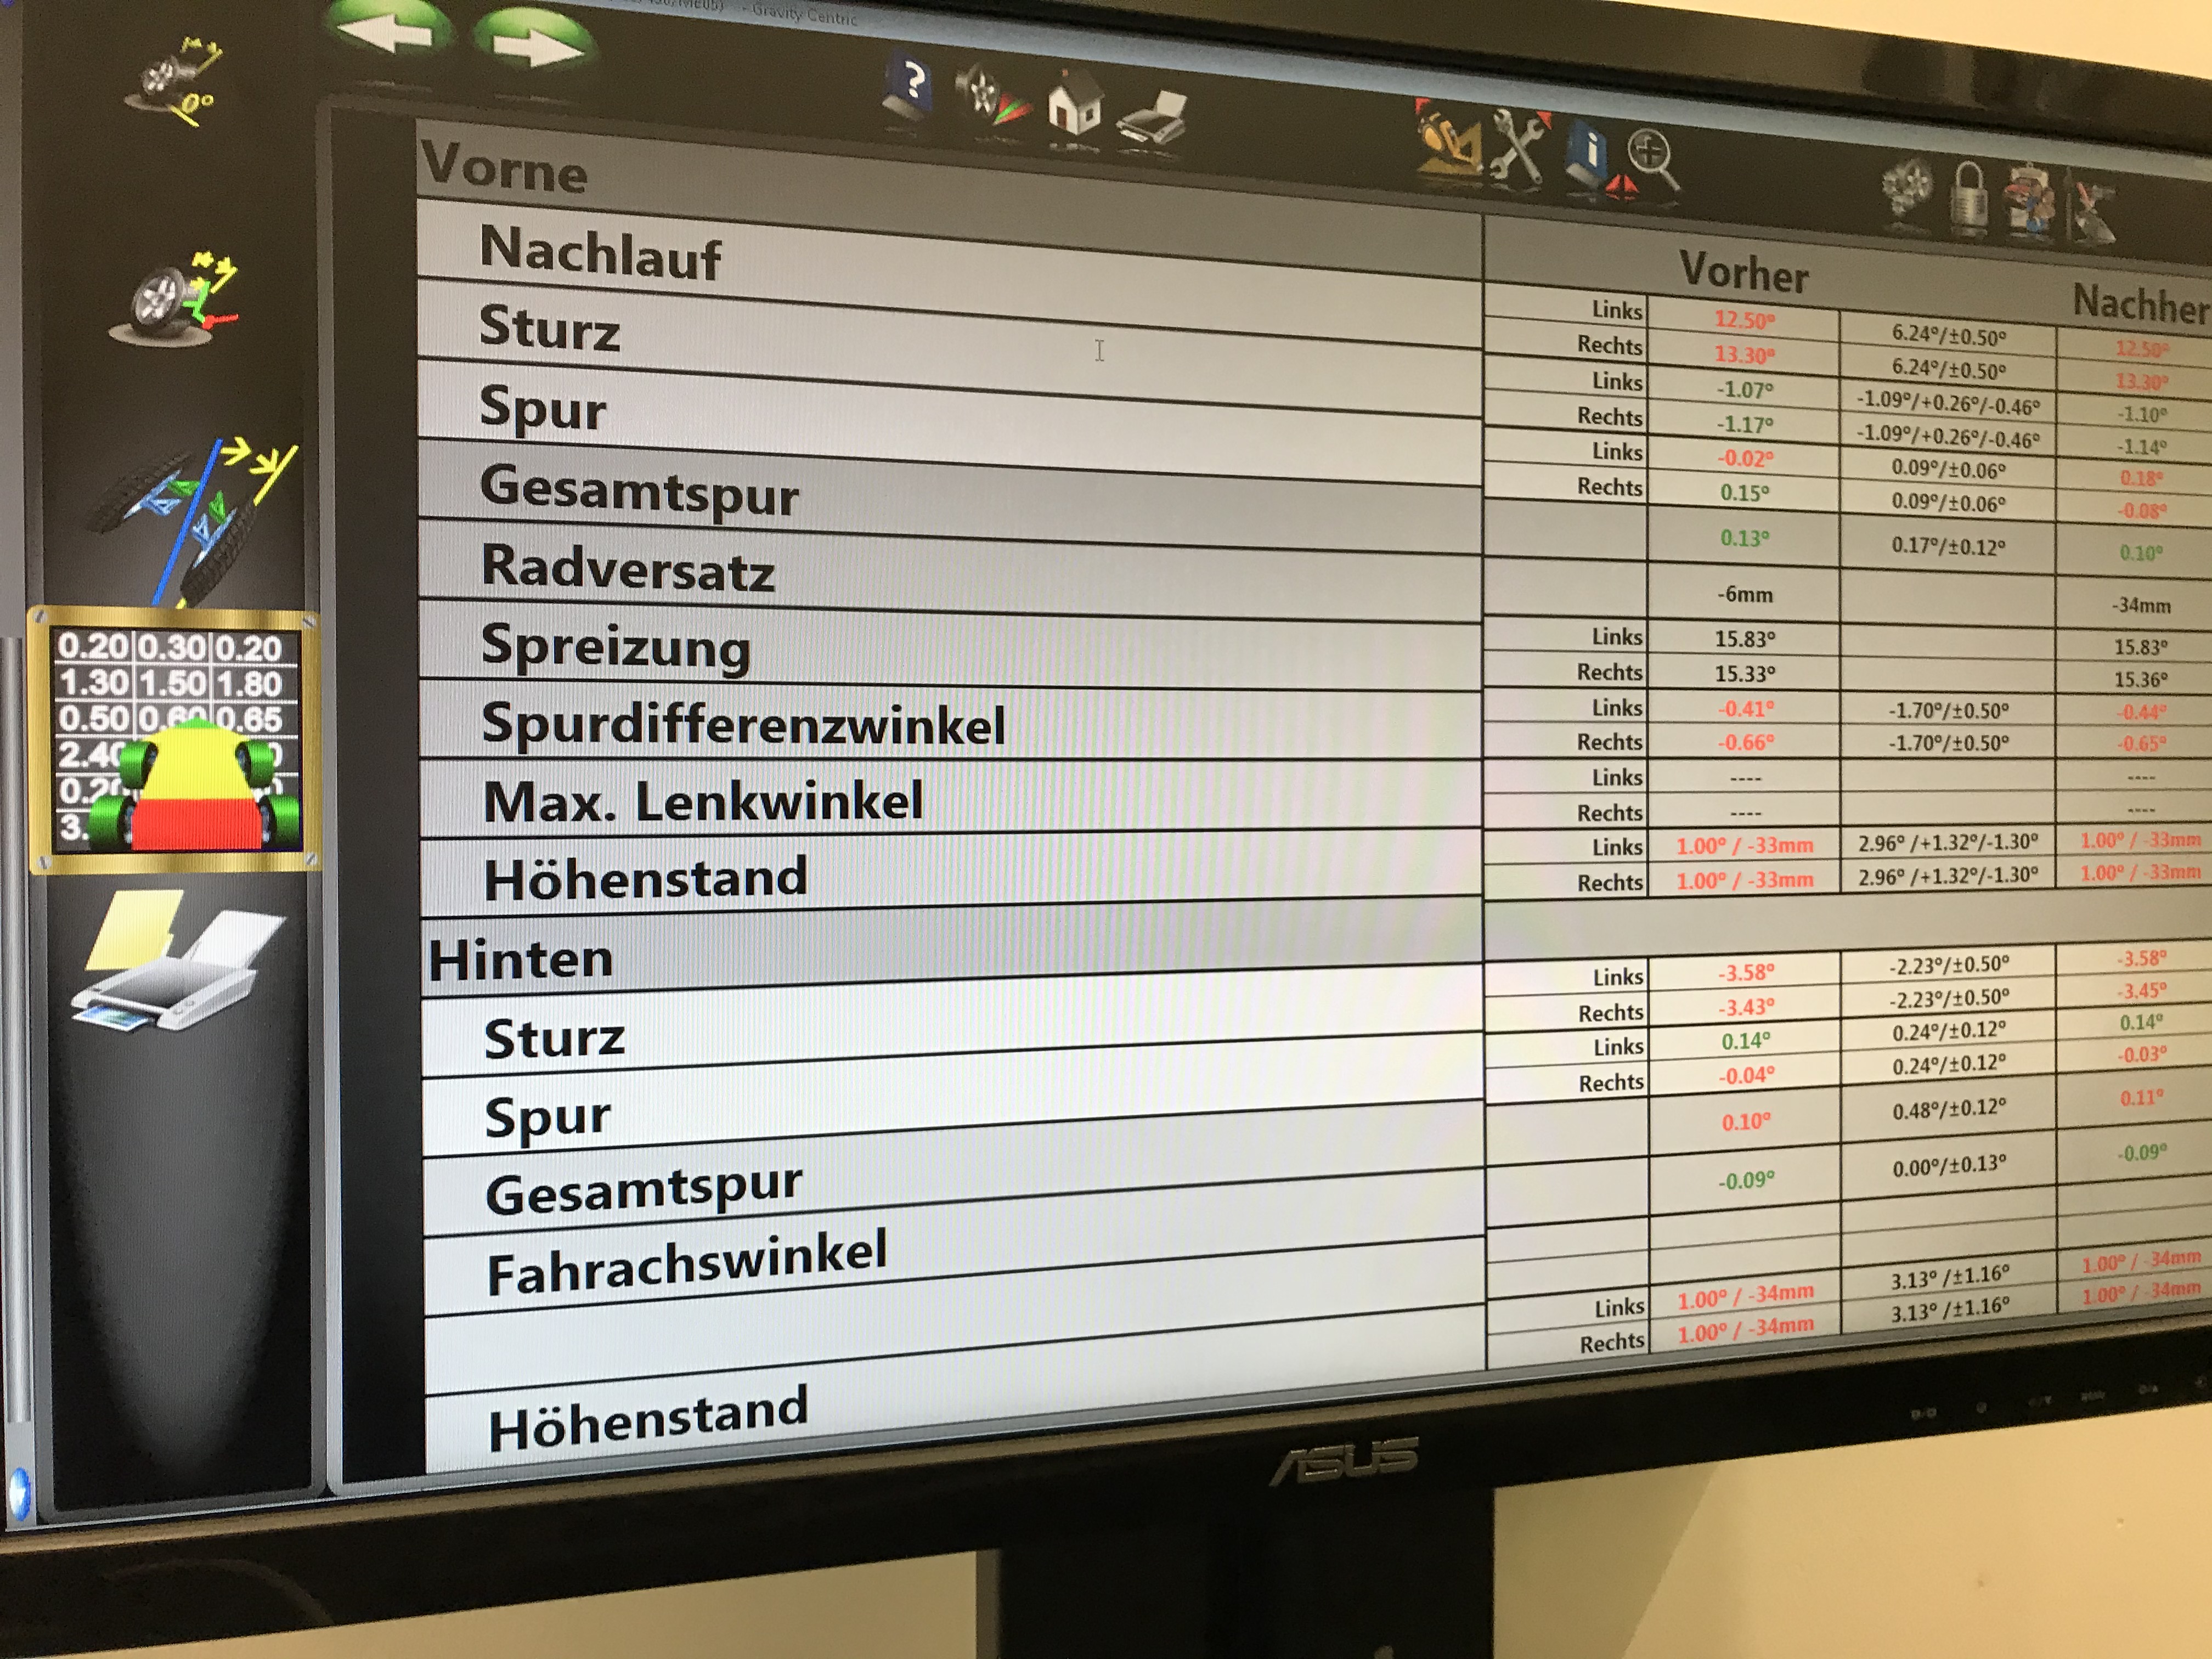 - Gravity Centric
0°
?
i
Vorne
Vorher
Nachher
Nachlauf
Links 12.50° 6.24°/±0.50° 12.50°
Rechts 13.30° 6.24°/±0.50° 13.30°
Sturz
Links -1.07° -1.09°/+0.26°/-0.46° -1.10°
Rechts -1.17° -1.09°/+0.26°/-0.46° -1.14°
Spur
Links -0.02° 0.09°/±0.06° 0.18°
Rechts 0.15° 0.09°/±0.06° -0.08°
Gesamtspur
0.13° 0.17°/±0.12° 0.10°
Radversatz
-6mm -34mm
Spreizung
Links 15.83° 15.83°
Rechts 15.33° 15.36°
Spurdifferenzwinkel
Links -0.41° -1.70°/±0.50° -0.44°
Rechts -0.66° -1.70°/±0.50° -0.65°
Max. Lenkwinkel
Links ---- ----
Rechts ---- ----
Höhenstand
Links 1.00° / -33mm 2.96° /+1.32°/-1.30° 1.00° / -33mm
Rechts 1.00° / -33mm 2.96° /+1.32°/-1.30° 1.00° / -33mm
Hinten
Sturz
Links -3.58° -2.23°/±0.50° -3.58°
Rechts -3.43° -2.23°/±0.50° -3.45°
Spur
Links 0.14° 0.24°/±0.12° 0.14°
Rechts -0.04° 0.24°/±0.12° -0.03°
Gesamtspur
0.10° 0.48°/±0.12° 0.11°
Fahrachswinkel
-0.09° 0.00°/±0.13° -0.09°
Höhenstand
Links 1.00° / -34mm 3.13° /±1.16° 1.00° / -34mm
Rechts 1.00° / -34mm 3.13° /±1.16° 1.00° / -34mm
0.20 0.30 0.20
1.30 1.50 1.80
0.50 0.60 0.65
2.40
3.
ASUS